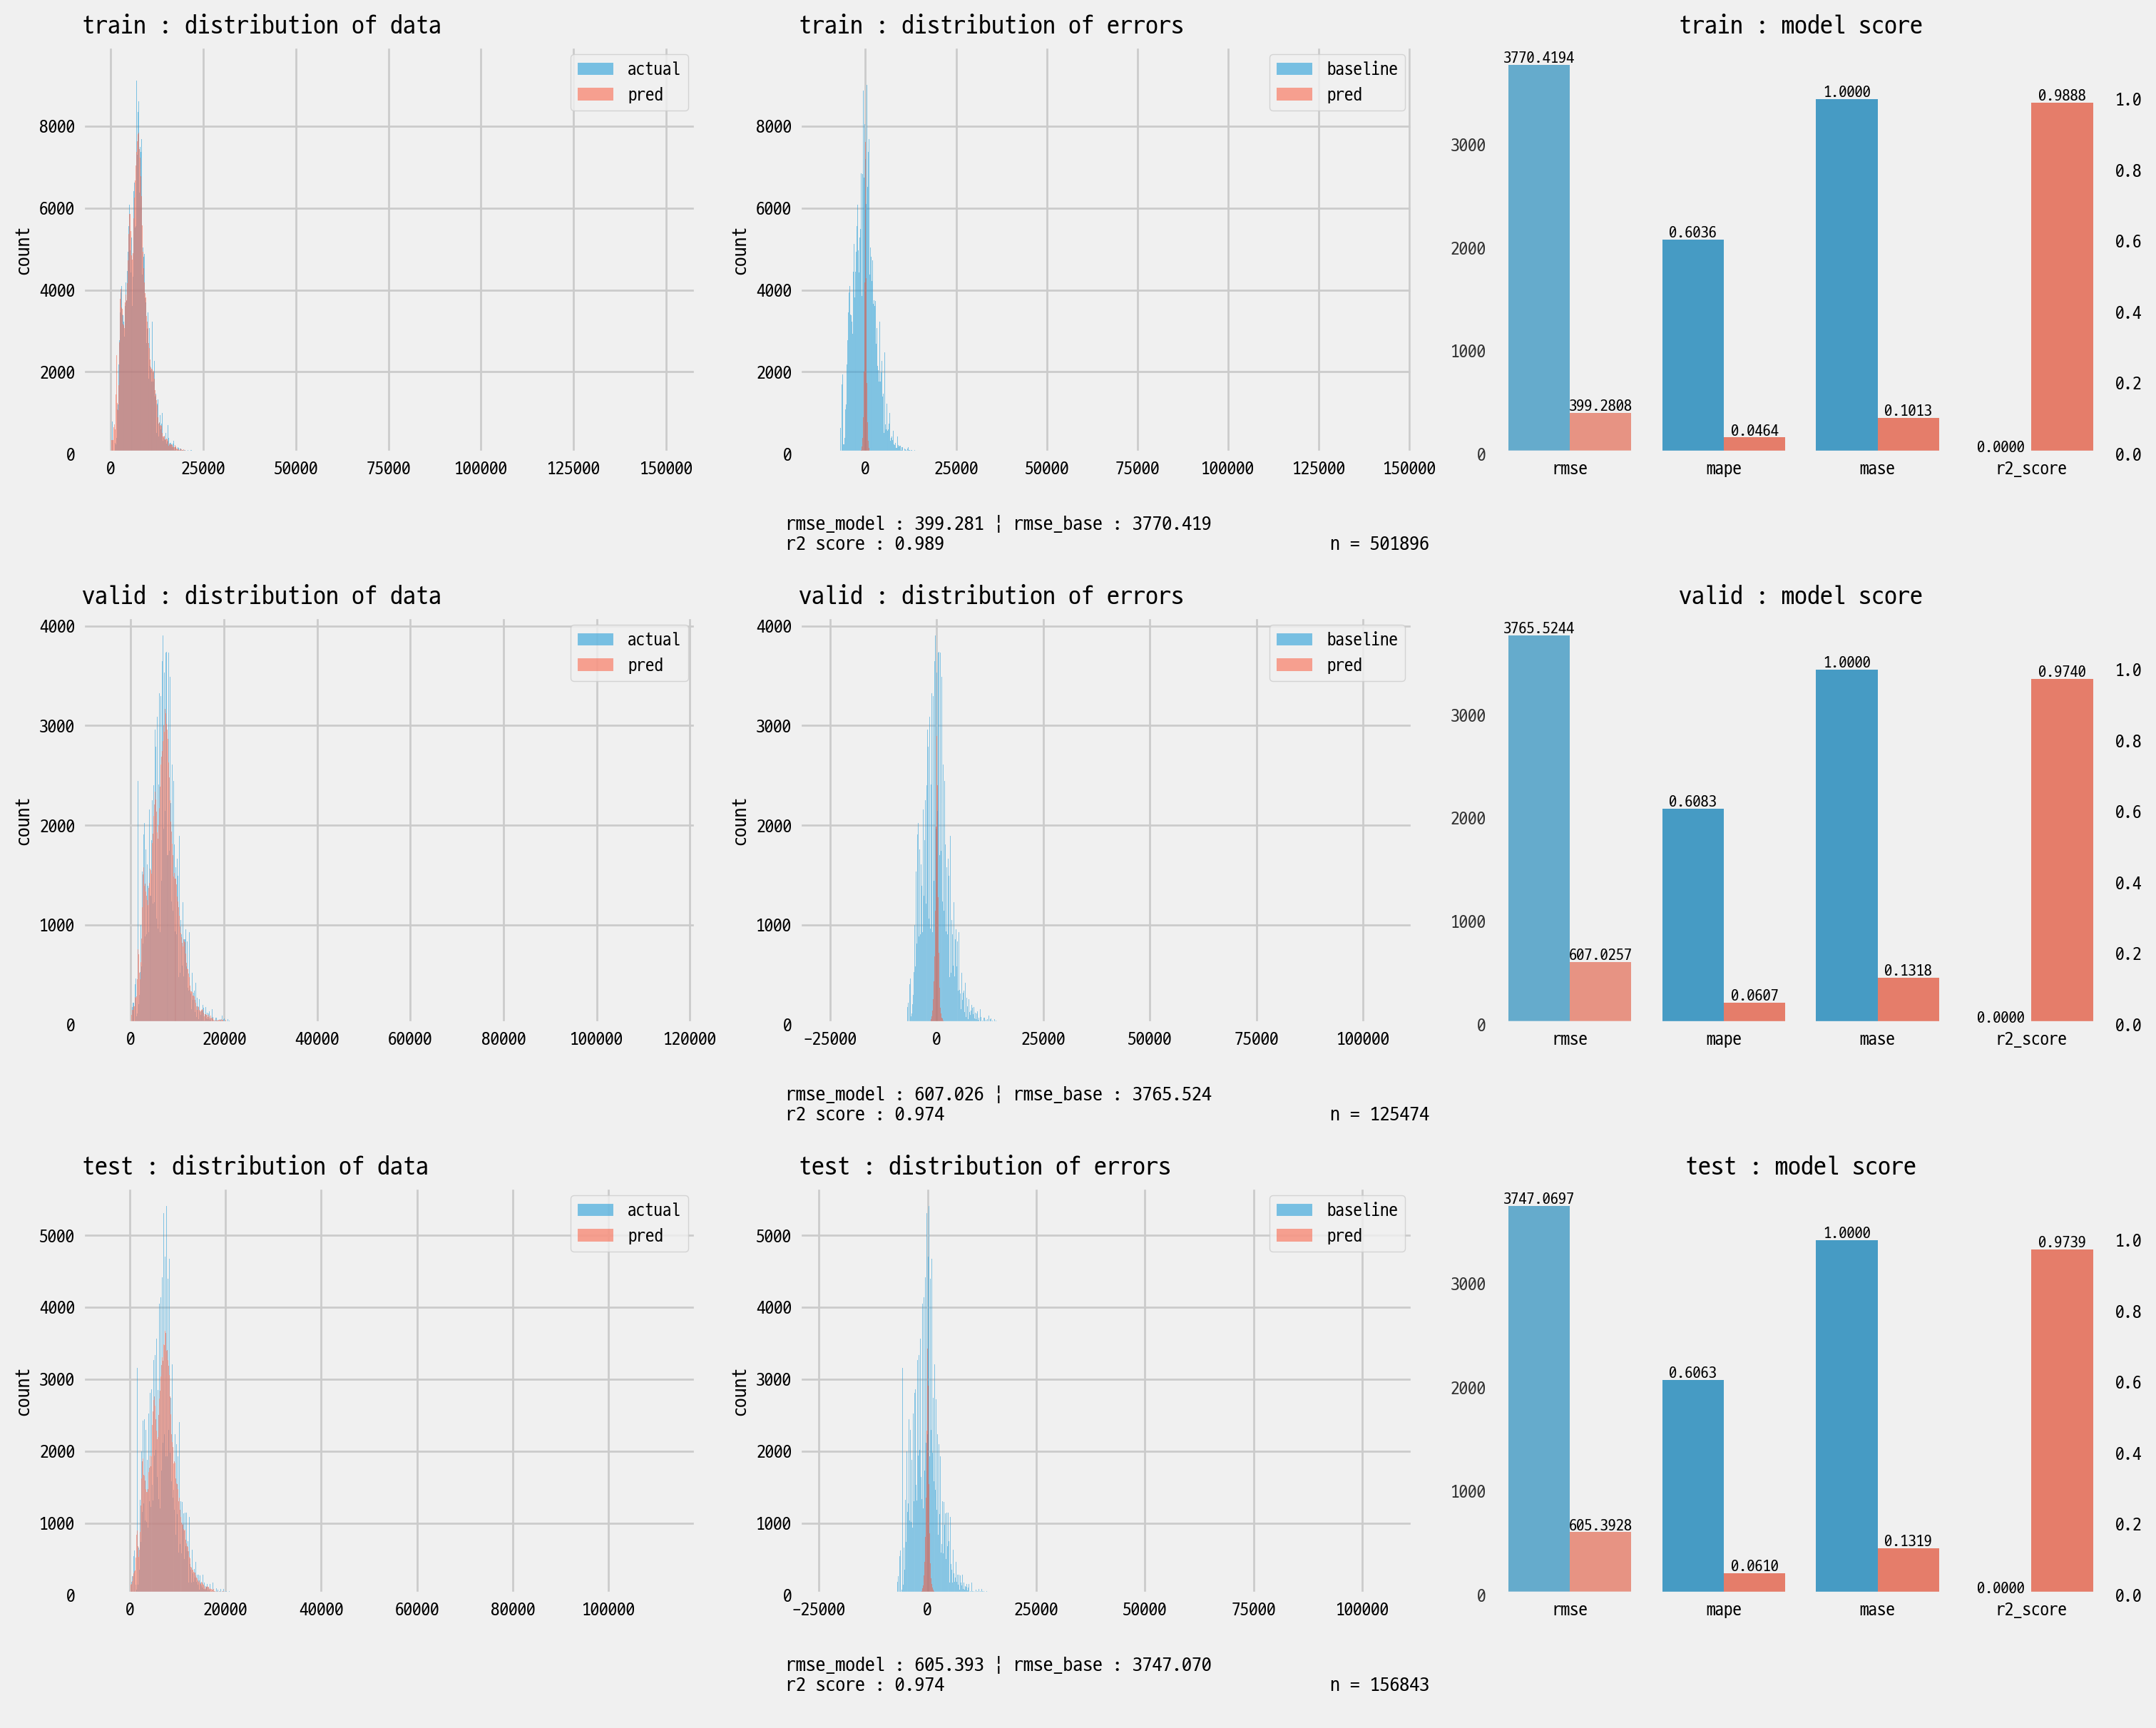 train : distribution of data
actual
pred
count
8000
6000
4000
2000
0
0 25000 50000 75000 100000 125000 150000
train : distribution of errors
baseline
pred
count
8000
6000
4000
2000
0
0 25000 50000 75000 100000 125000 150000
rmse_model : 399.281 ¦ rmse_base : 3770.419
r2 score : 0.989
n = 501896
train : model score
3770.4194
399.2808
0.6036
0.0464
1.0000
0.1013
0.0000
0.9888
3000
2000
1000
0
1.0
0.8
0.6
0.4
0.2
0.0
rmse mape mase r2_score
valid : distribution of data
actual
pred
count
4000
3000
2000
1000
0
0 20000 40000 60000 80000 100000 120000
valid : distribution of errors
baseline
pred
count
4000
3000
2000
1000
0
−25000 0 25000 50000 75000 100000
rmse_model : 607.026 ¦ rmse_base : 3765.524
r2 score : 0.974
n = 125474
valid : model score
3765.5244
607.0257
0.6083
0.0607
1.0000
0.1318
0.0000
0.9740
3000
2000
1000
0
1.0
0.8
0.6
0.4
0.2
0.0
rmse mape mase r2_score
test : distribution of data
actual
pred
count
5000
4000
3000
2000
1000
0
0 20000 40000 60000 80000 100000
test : distribution of errors
baseline
pred
count
5000
4000
3000
2000
1000
0
−25000 0 25000 50000 75000 100000
rmse_model : 605.393 ¦ rmse_base : 3747.070
r2 score : 0.974
n = 156843
test : model score
3747.0697
605.3928
0.6063
0.0610
1.0000
0.1319
0.0000
0.9739
3000
2000
1000
0
1.0
0.8
0.6
0.4
0.2
0.0
rmse mape mase r2_score